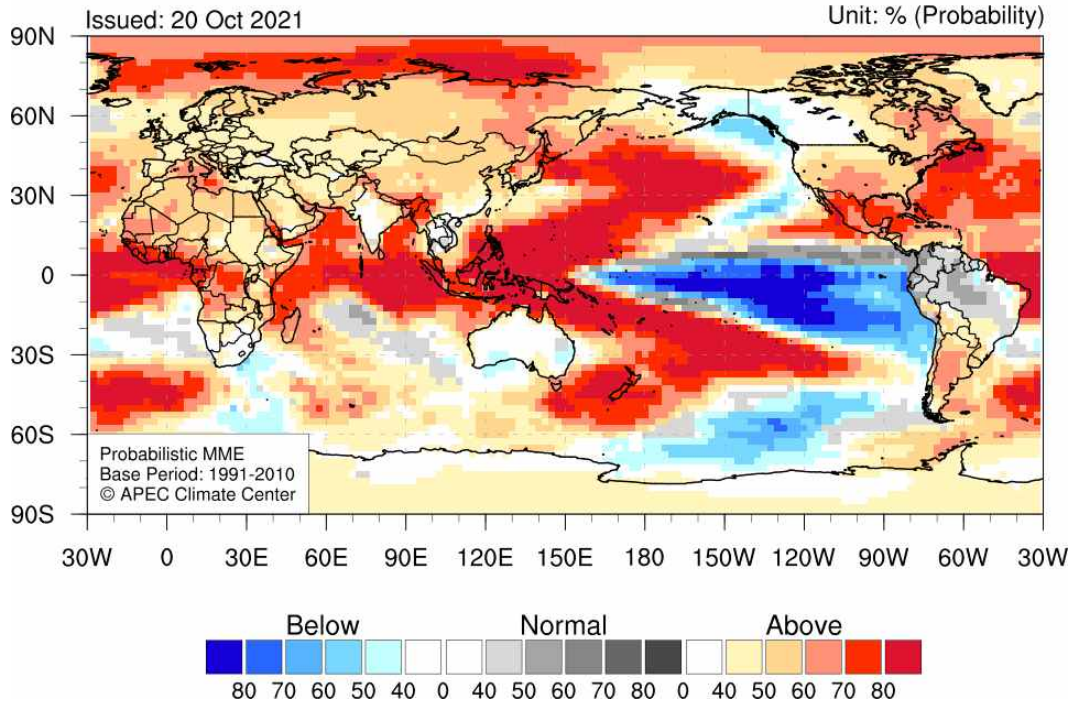 Issued: 20 Oct 2021 Unit: % (Probability)
90N
60N
30N
0
30S
60S
90S
Probabilistic MME
Base Period: 1991-2010
© APEC Climate Center
30W 0 30E 60E 90E 120E 150E 180 150W 120W 90W 60W 30W
Below Normal Above
80 70 60 50 40 0 40 50 60 70 80 0 40 50 60 70 80